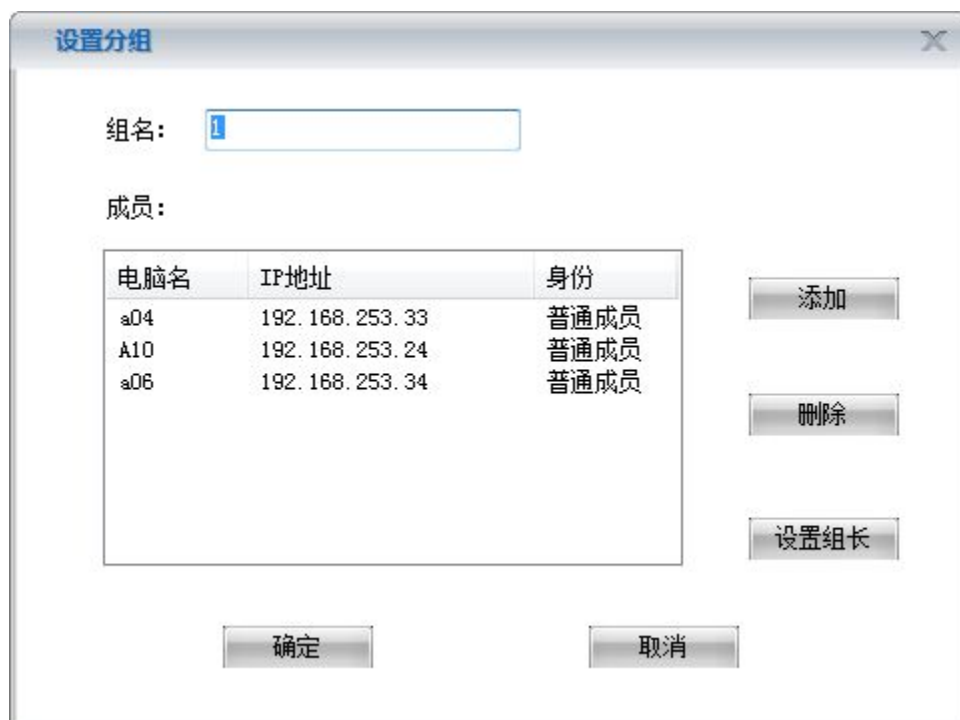 设置分组
组名： 1
成员：
电脑名 IP地址 身份
a04 192.168.253.33 普通成员
A10 192.168.253.24 普通成员
a06 192.168.253.34 普通成员
添加
删除
设置组长
确定 取消